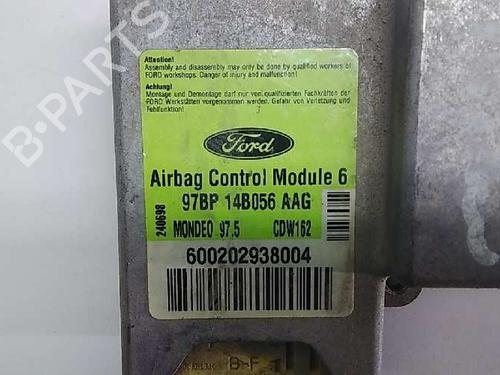 Attention!
Assembly and disassembly may only be done by qualified workers of
FORD workshops. Danger of injury and malfunction!
Achtung!
Montage und Demontage darf nur von qualifizierten Fachkräften der
FORD Werkstätten vorgenommen werden. Gefahr von Verletzung und
Fehlfunktion!
Ford
Airbag Control Module 6
97BP 14B056 AAG
240698
MONDEO 97,5 CDW162
600202938004
B-F
B-PARTS